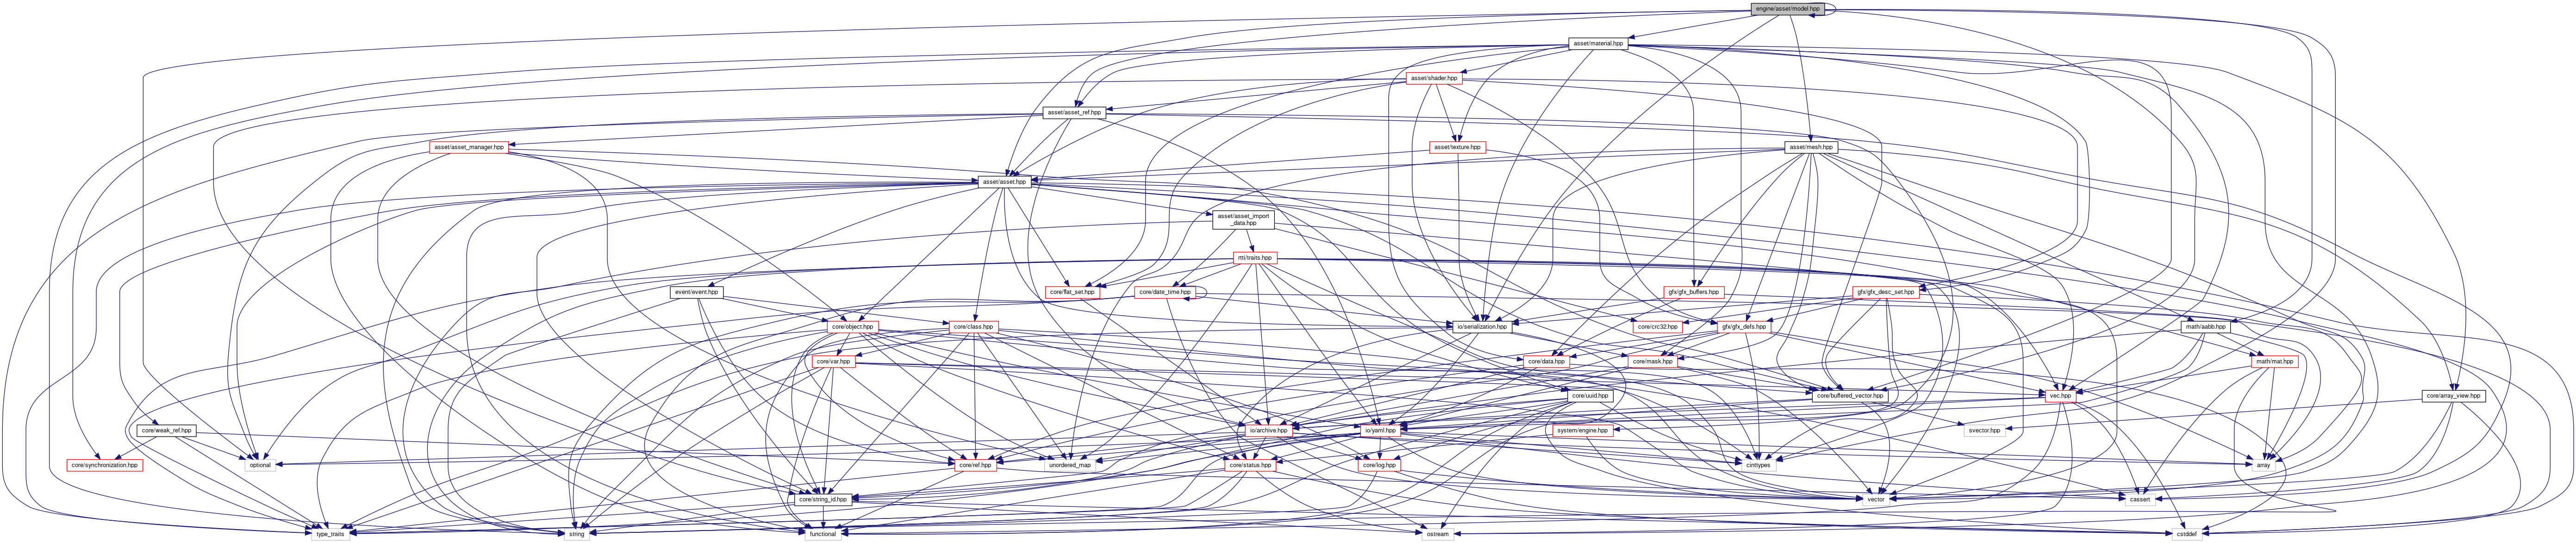 engine/asset/model.hpp
asset/material.hpp
asset/shader.hpp
asset/asset_ref.hpp
asset/asset_manager.hpp
asset/texture.hpp
asset/mesh.hpp
asset/asset.hpp
asset/asset_import
_data.hpp
rtti/traits.hpp
event/event.hpp
core/flat_set.hpp
core/date_time.hpp
gfx/gfx_buffers.hpp
gfx/gfx_desc_set.hpp
core/object.hpp
core/class.hpp
io/serialization.hpp
core/crc32.hpp
gfx/gfx_defs.hpp
math/aabb.hpp
core/var.hpp
core/data.hpp
core/mask.hpp
math/mat.hpp
core/uuid.hpp
core/buffered_vector.hpp
vec.hpp
core/array_view.hpp
core/weak_ref.hpp
io/archive.hpp
io/yaml.hpp
system/engine.hpp
svector.hpp
core/synchronization.hpp
optional
core/ref.hpp
unordered_map
core/status.hpp
core/log.hpp
cinttypes
array
core/string_id.hpp
vector
cassert
type_traits
string
functional
ostream
cstddef